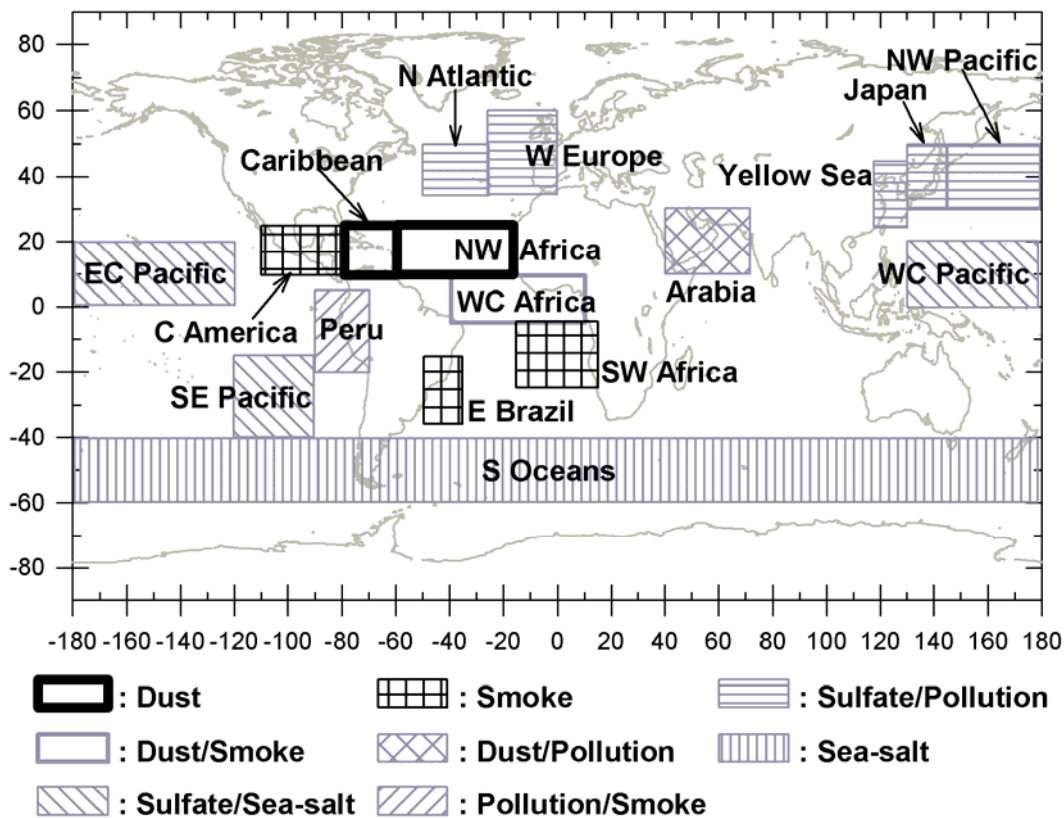 80
60
40
20
0
-20
-40
-60
-80
N Atlantic
NW Pacific
Japan
Caribbean
W Europe
Yellow Sea
NW Africa
EC Pacific
WC Africa
Arabia
WC Pacific
C America
Peru
SW Africa
SE Pacific
E Brazil
S Oceans
-180 -160 -140 -120 -100 -80 -60 -40 -20 0 20 40 60 80 100 120 140 160 180
: Dust : Smoke : Sulfate/Pollution
: Dust/Smoke : Dust/Pollution : Sea-salt
: Sulfate/Sea-salt : Pollution/Smoke